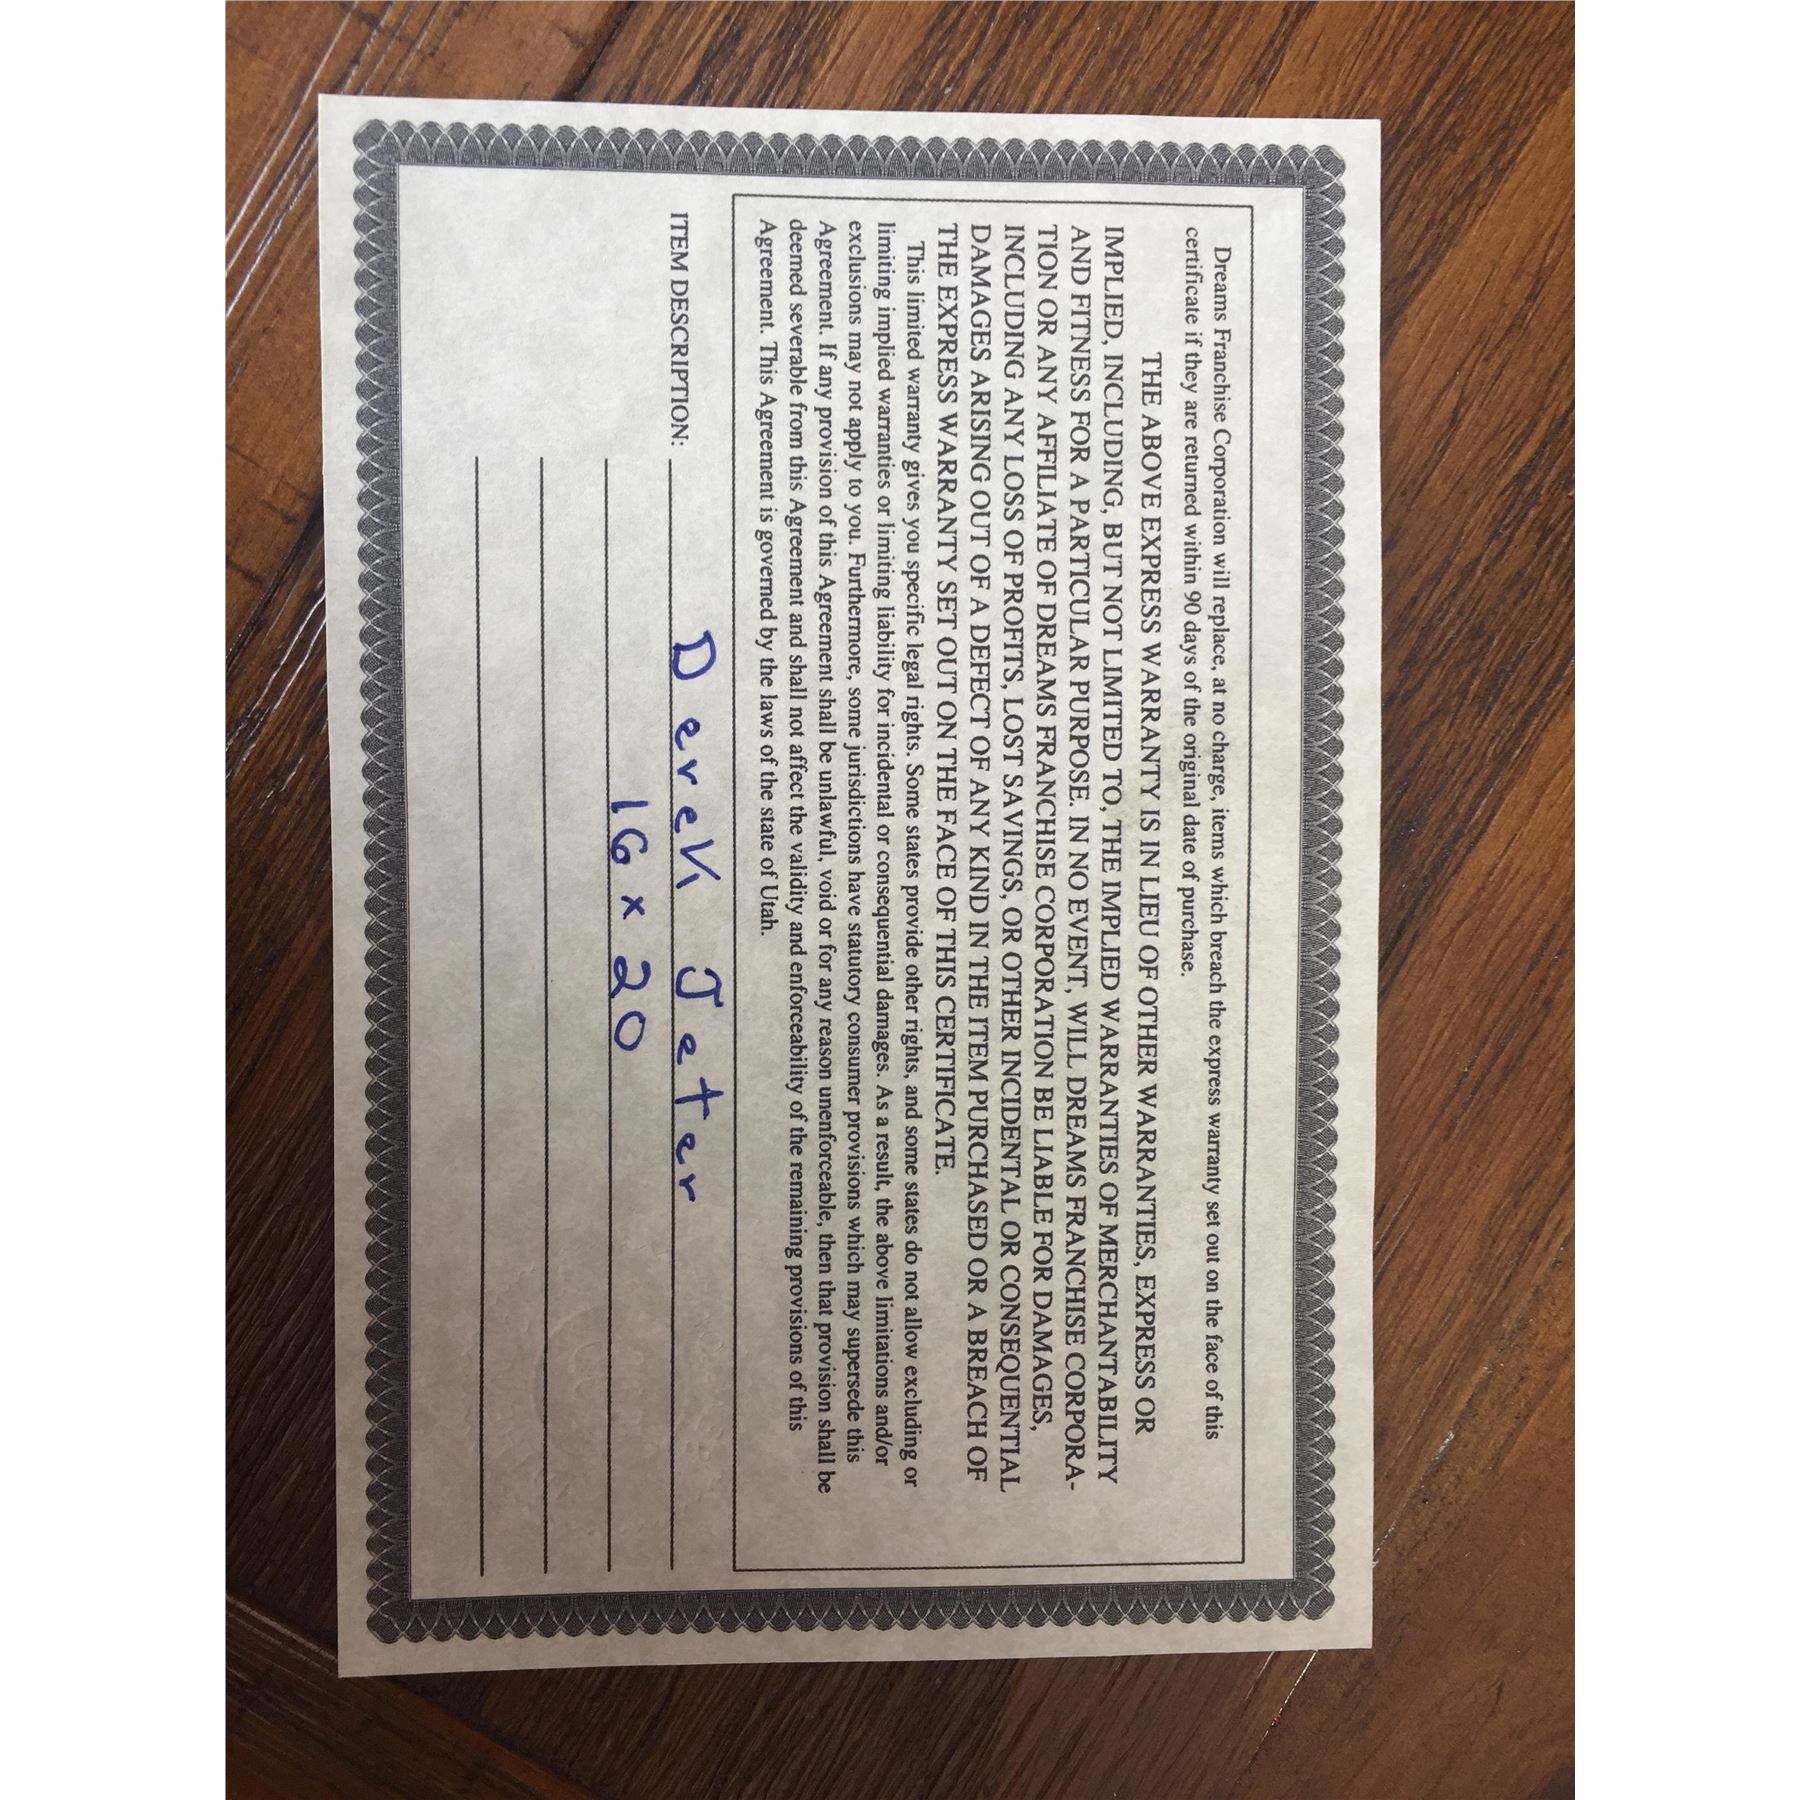 Dreams Franchise Corporation will replace, at no charge, items which breach the express warranty set out on the face of this
certificate if they are returned within 90 days of the original date of purchase.
THE ABOVE EXPRESS WARRANTY IS IN LIEU OF OTHER WARRANTIES, EXPRESS OR
IMPLIED, INCLUDING, BUT NOT LIMITED TO, THE IMPLIED WARRANTIES OF MERCHANTABILITY
AND FITNESS FOR A PARTICULAR PURPOSE. IN NO EVENT, WILL DREAMS FRANCHISE CORPORA-
TION OR ANY AFFILIATE OF DREAMS FRANCHISE CORPORATION BE LIABLE FOR DAMAGES,
INCLUDING ANY LOSS OF PROFITS, LOST SAVINGS, OR OTHER INCIDENTAL OR CONSEQUENTIAL
DAMAGES ARISING OUT OF A DEFECT OF ANY KIND IN THE ITEM PURCHASED OR A BREACH OF
THE EXPRESS WARRANTY SET OUT ON THE FACE OF THIS CERTIFICATE.
This limited warranty gives you specific legal rights. Some states provide other rights, and some states do not allow excluding or
limiting implied warranties or limiting liability for incidental or consequential damages. As a result, the above limitations and/or
exclusions may not apply to you. Furthermore, some jurisdictions have statutory consumer provisions which may supersede this
Agreement. If any provision of this Agreement shall be unlawful, void or for any reason unenforceable, then that provision shall be
deemed severable from this Agreement and shall not affect the validity and enforceability of the remaining provisions of this
Agreement. This Agreement is governed by the laws of the state of Utah.
ITEM DESCRIPTION: Derek Jeter
16 x 20